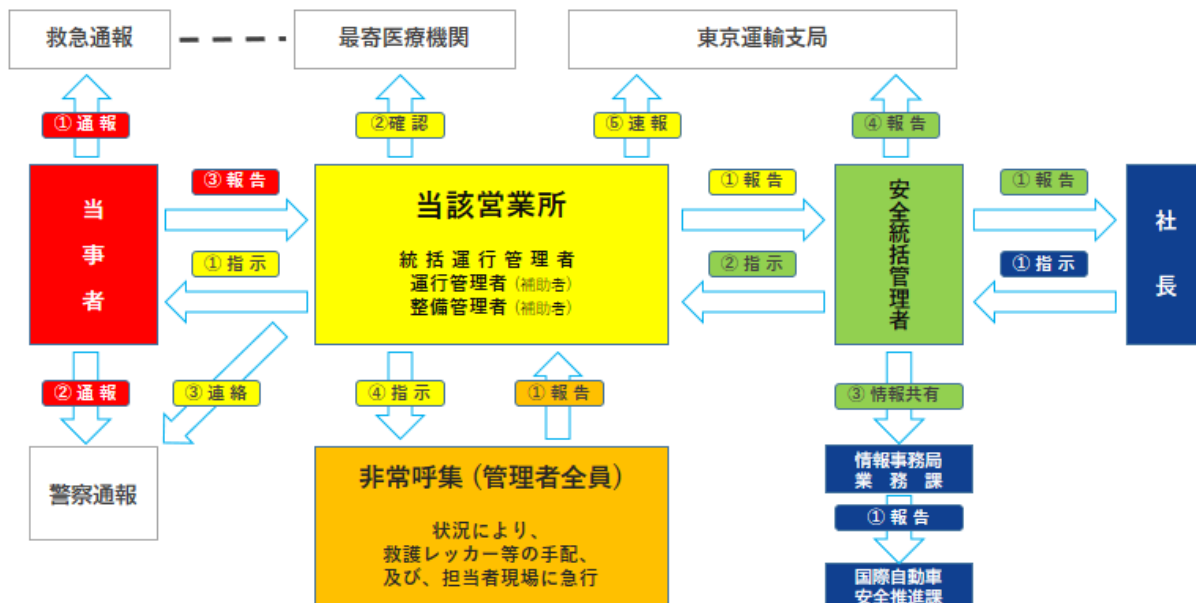 救急通報
最寄医療機関
東京運輸支局
①通報
②確認
⑤速報
④報告
当事者
③報告
①指示
当該営業所
統括運行管理者
運行管理者(補助者)
整備管理者(補助者)
①報告
②指示
安全統括管理者
①報告
①指示
社長
②通報
③連絡
④指示
①報告
③情報共有
警察通報
非常呼集(管理者全員)
状況により、
救護レッカー等の手配、
及び、担当者現場に急行
情報事務局
業務課
①報告
国際自動車
安全推進課